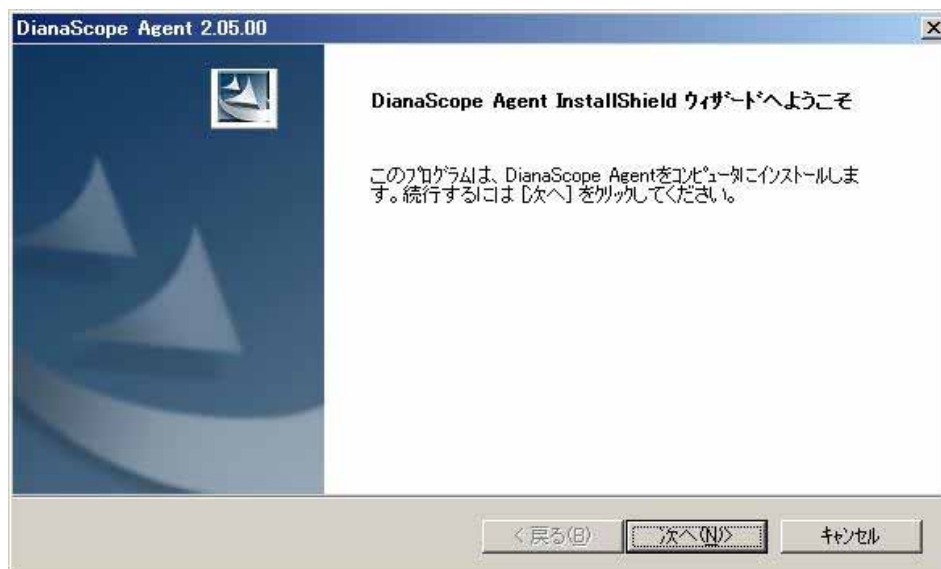 DianaScope Agent 2.05.00
DianaScope Agent InstallShield ウィザードへようこそ
このプログラムは、DianaScope Agentをコンピュータにインストールしま
す。続行するには [次へ] をクリックしてください。
< 戻る(B)
次へ(N)>
キャンセル